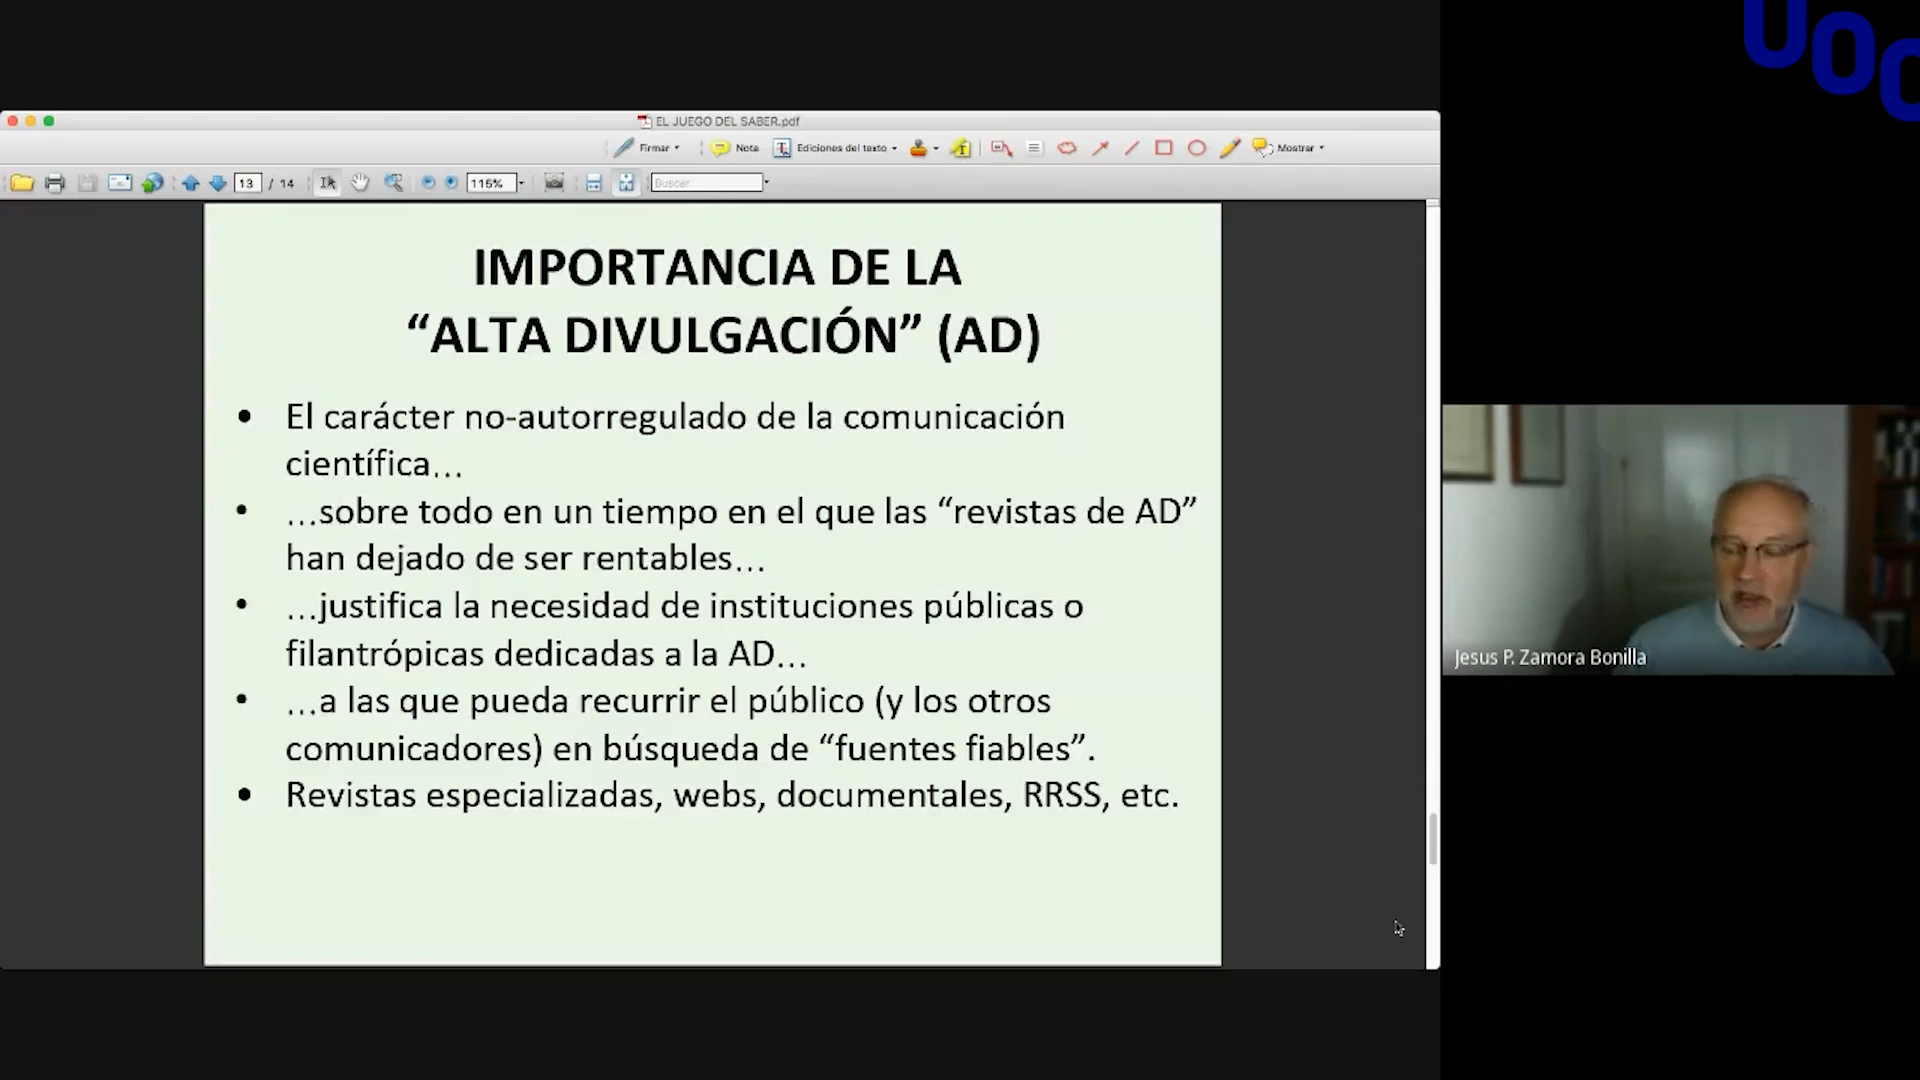 UOC
EL JUEGO DEL SABER.pdf
Firmar
Nota
Ediciones del texto
Mostrar
13 / 14
115%
Buscar
IMPORTANCIA DE LA
“ALTA DIVULGACIÓN” (AD)
• El carácter no-autorregulado de la comunicación
científica…
• …sobre todo en un tiempo en el que las “revistas de AD”
han dejado de ser rentables…
• …justifica la necesidad de instituciones públicas o
filantrópicas dedicadas a la AD…
• …a las que pueda recurrir el público (y los otros
comunicadores) en búsqueda de “fuentes fiables”.
• Revistas especializadas, webs, documentales, RRSS, etc.
Jesus P. Zamora Bonilla